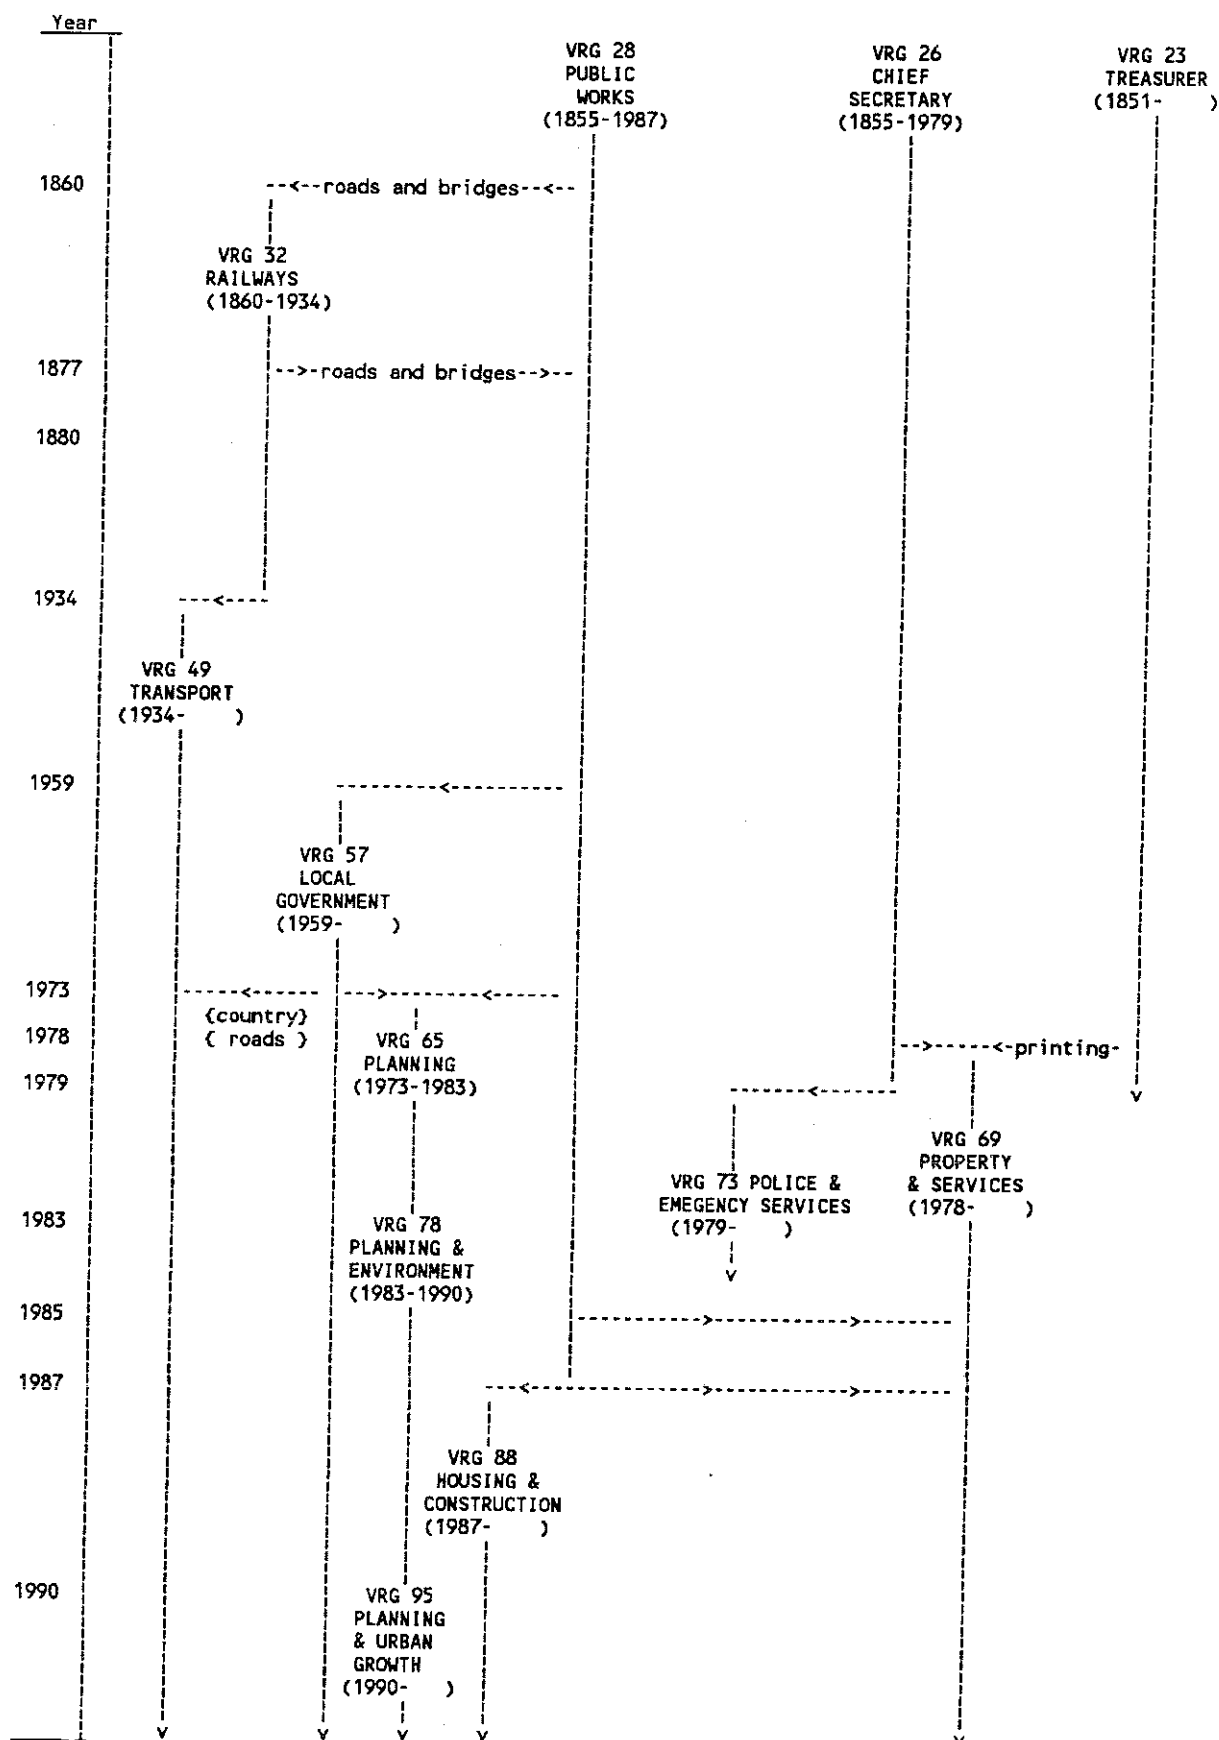 Year
VRG 28
PUBLIC
WORKS
(1855-1987)
VRG 26
CHIEF
SECRETARY
(1855-1979)
VRG 23
TREASURER
(1851-     )
1860
--<--roads and bridges--<--
VRG 32
RAILWAYS
(1860-1934)
1877
-->-roads and bridges-->--
1880
1934
VRG 49
TRANSPORT
(1934-     )
1959
VRG 57
LOCAL
GOVERNMENT
(1959-     )
1973
{country}
{ roads }
1978
VRG 65
PLANNING
(1973-1983)
-->-- --<-printing-
1979
VRG 69
PROPERTY
& SERVICES
(1978-     )
VRG 73 POLICE &
EMEGENCY SERVICES
(1979-     )
1983
VRG 78
PLANNING &
ENVIRONMENT
(1983-1990)
1985
1987
VRG 88
HOUSING &
CONSTRUCTION
(1987-     )
1990
VRG 95
PLANNING
& URBAN
GROWTH
(1990-     )